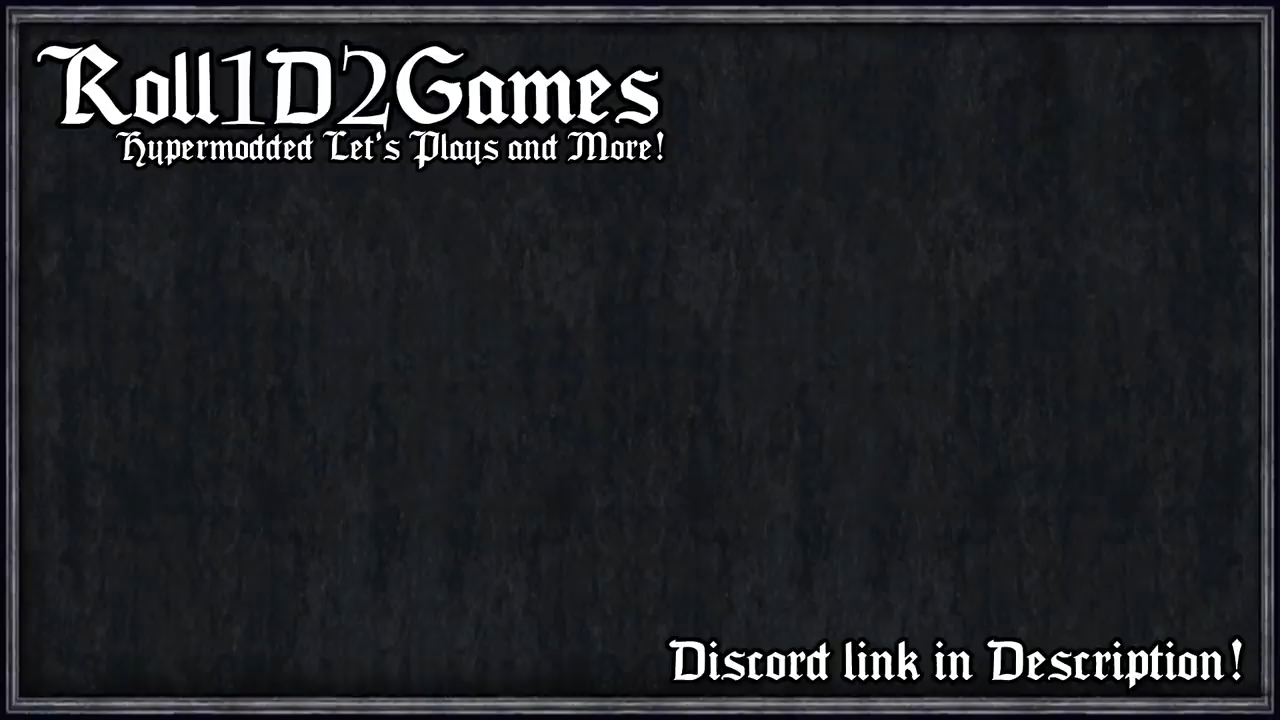 Roll1D2Games
Hypermodded Let's Plays and More!
Discord link in Description!